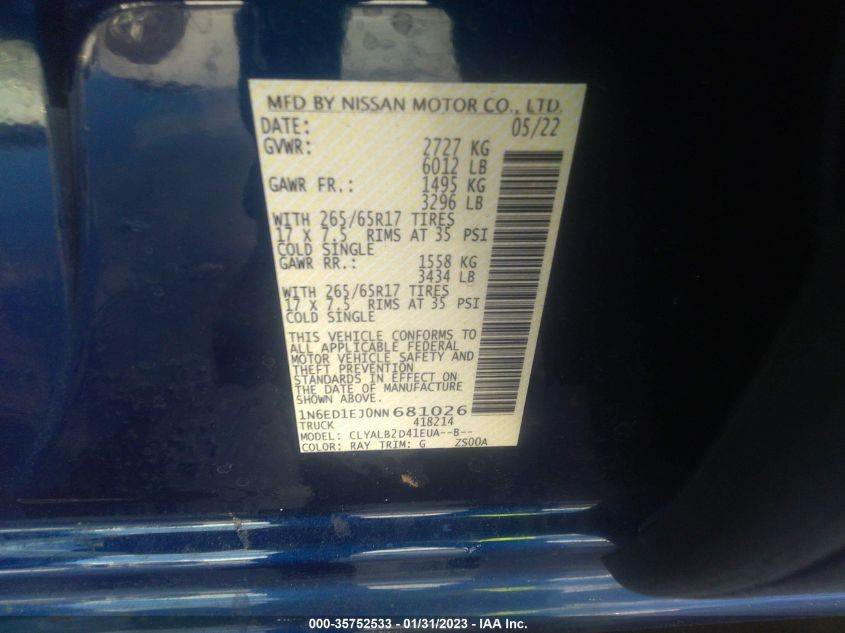 MFD BY NISSAN MOTOR CO., LTD.
DATE: 05/22
GVWR: 2727 KG
6012 LB
GAWR FR.: 1495 KG
3296 LB
WITH 265/65R17 TIRES
17 X 7.5 RIMS AT 35 PSI
COLD SINGLE
GAWR RR.: 1558 KG
3434 LB
WITH 265/65R17 TIRES
17 X 7.5 RIMS AT 35 PSI
COLD SINGLE
THIS VEHICLE CONFORMS TO
ALL APPLICABLE FEDERAL
MOTOR VEHICLE SAFETY AND
THEFT PREVENTION
STANDARDS IN EFFECT ON
THE DATE OF MANUFACTURE
SHOWN ABOVE.
1N6ED1EJ0NN681026
TRUCK 418214
MODEL: CLYALB2D41EUA--B--
COLOR: RAY TRIM: G ZS00A
000-35752533 - 01/31/2023 - IAA Inc.